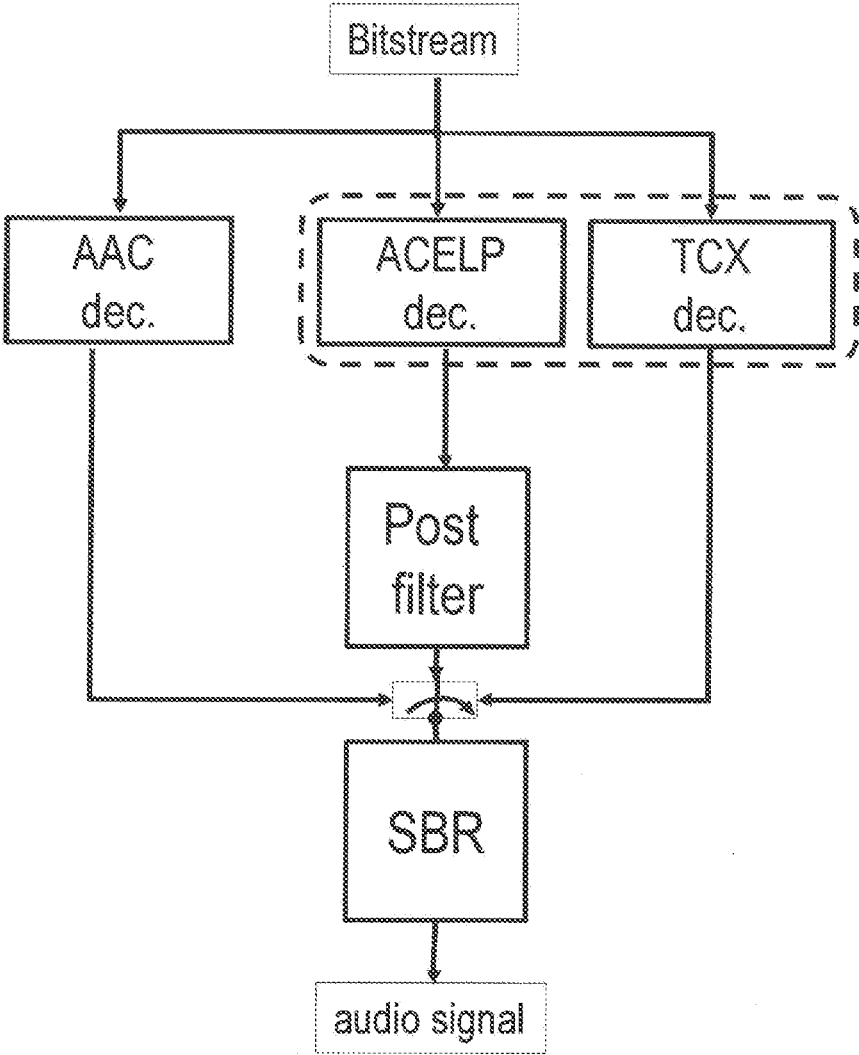 Bitstream
AAC
dec.
ACELP
dec.
TCX
dec.
Post
filter
SBR
audio signal